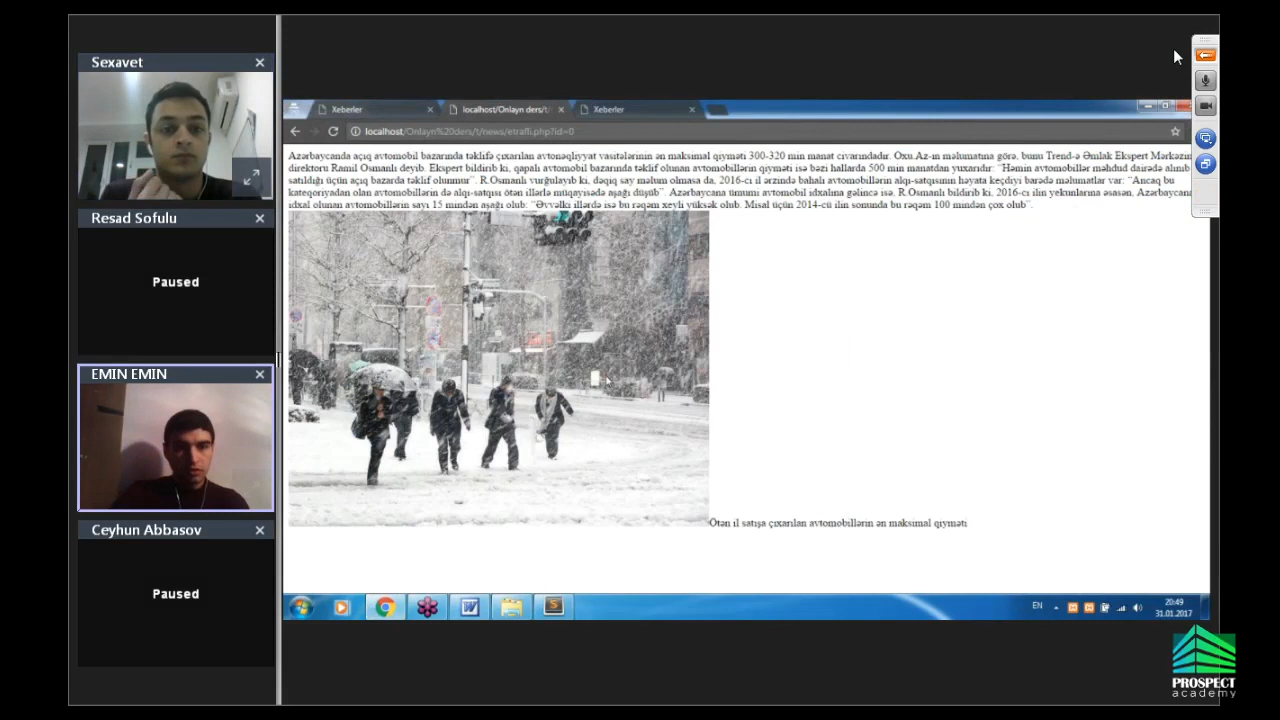 Sexavet
Resad Sofulu
Paused
EMIN EMIN
Ceyhun Abbasov
Paused
Xeberler
localhost/Onlayn ders/t/
Xeberler
localhost/Onlayn%20ders/t/news/etrafli.php?id=0
Azərbaycanda açıq avtomobil bazarında təklifə çıxarılan avtonəqliyyat vasitələrinin ən maksimal qiyməti 300-320 min manat civarındadır. Oxu.Az-ın məlumatına görə, bunu Trend-ə Əmlak Ekspert Mərkəzin
direktoru Ramil Osmanlı deyib. Ekspert bildirib ki, qapalı avtomobil bazarında təklif olunan avtomobillərin qiyməti isə bəzi hallarda 500 min manatdan yuxarıdır: “Həmin avtomobillər məhdud dairədə alınıb
satıldığı üçün açıq bazarda təklif olunmur”. R.Osmanlı vurğulayıb ki, dəqiq say məlum olmasa da, 2016-cı il ərzində bahalı avtomobillərin alqı-satqısının həyata keçdiyi barədə məlumatlar var: “Ancaq bu
kateqoriyadan olan avtomobillərin də alqı-satqısı ötən illərlə müqayisədə aşağı düşüb”. Azərbaycana ümumi avtomobil idxalına gəlincə isə, R.Osmanlı bildirib ki, 2016-cı ilin yekunlarına əsasən, Azərbaycana
idxal olunan avtomobillərin sayı 15 mindən aşağı olub: “Əvvəlki illərdə isə bu rəqəm xeyli yüksək olub. Misal üçün 2014-cü ilin sonunda bu rəqəm 100 mindən çox olub”.
Ötən il satışa çıxarılan avtomobillərin ən maksimal qiyməti
EN
20:49
31.01.2017
PROSPECT
academy